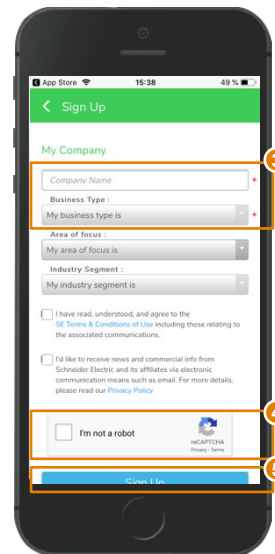 App Store 15:38 49 %
Sign Up
My Company
Company Name *
Business Type :
My business type is *
Area of focus :
My area of focus is
Industry Segment :
My industry segment is
I have read, understood, and agree to the
SE Terms & Conditions of Use including those relating to
the associated communications.
I'd like to receive news and commercial info from
Schneider Electric and its affiliates via electronic
communication means such as email. For more details,
please read our Privacy Policy
I'm not a robot
reCAPTCHA
Privacy - Terms
Sign Up